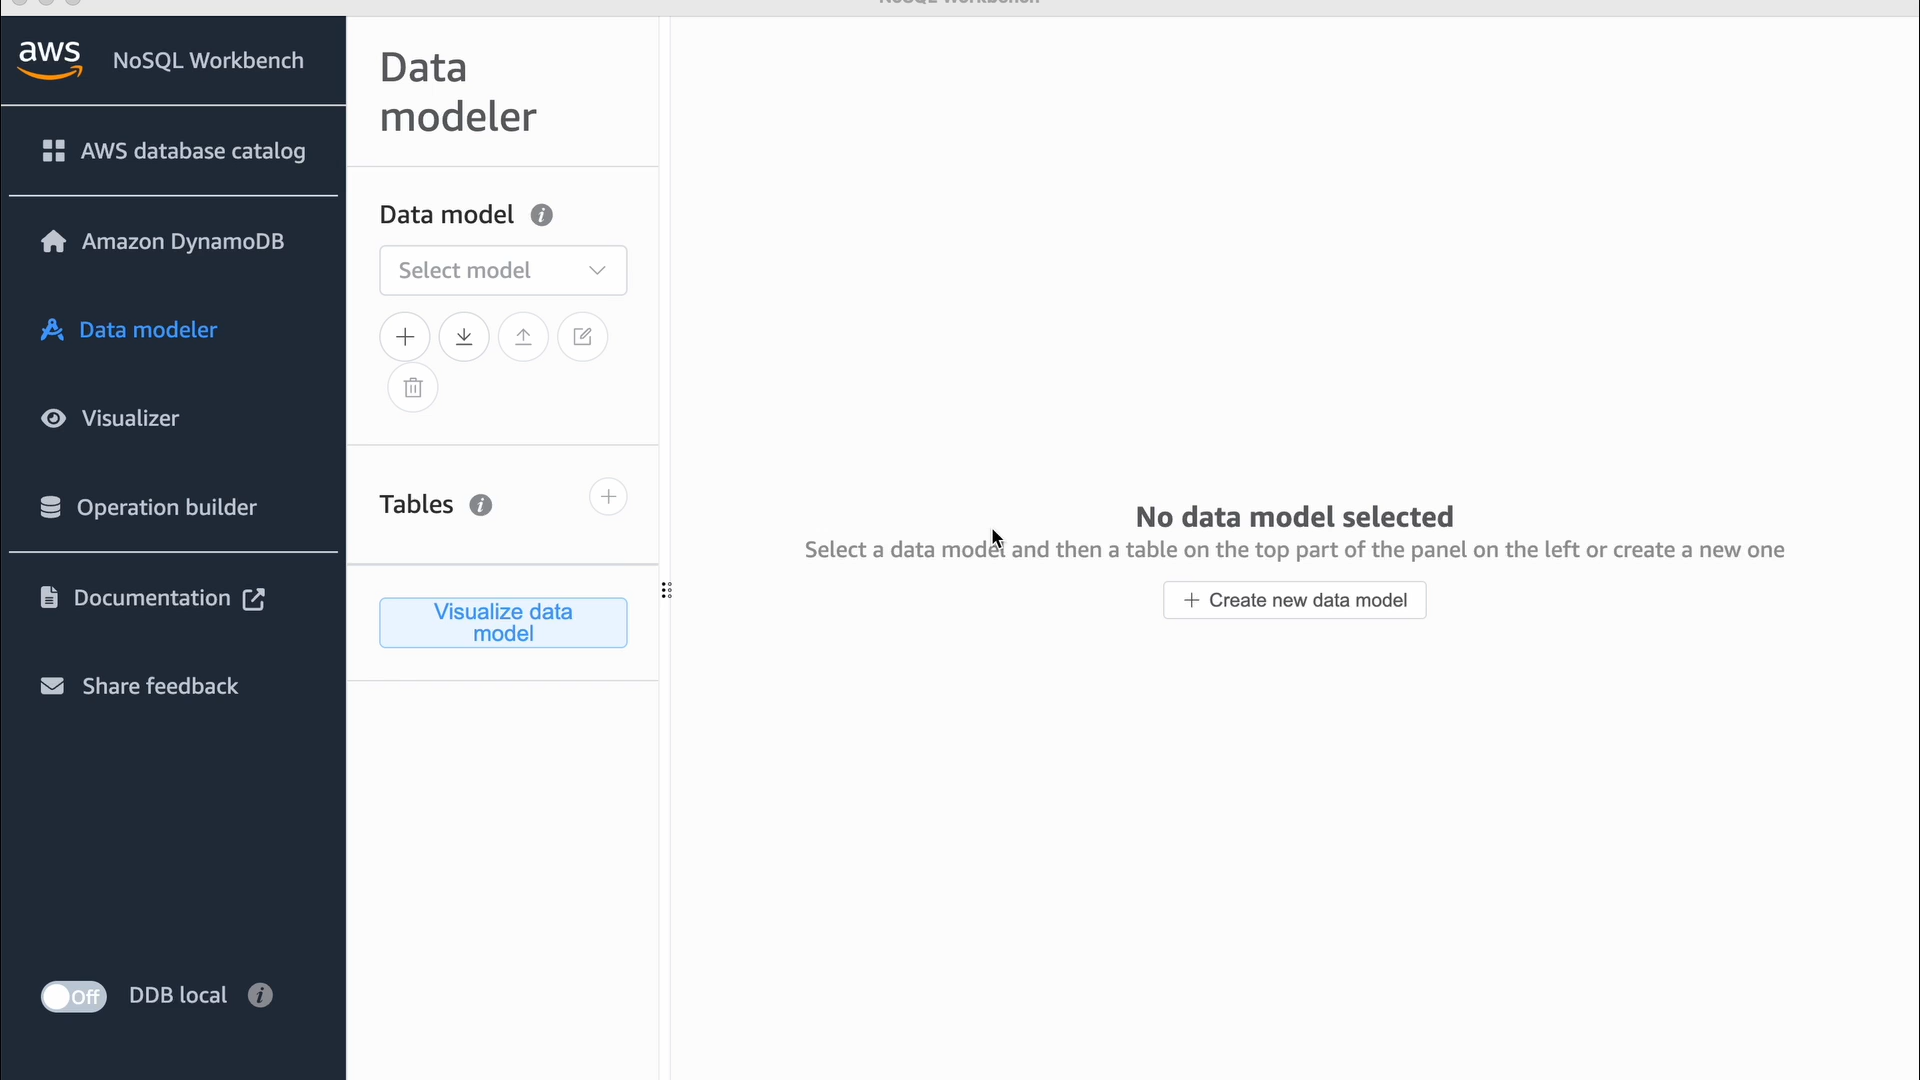 NoSQL Workbench
aws
NoSQL Workbench
AWS database catalog
Amazon DynamoDB
Data modeler
Visualizer
Operation builder
Documentation
Share feedback
Off
DDB local
Data
modeler
Data model
Select model
Tables
Visualize data
model
No data model selected
Select a data model and then a table on the top part of the panel on the left or create a new one
Create new data model